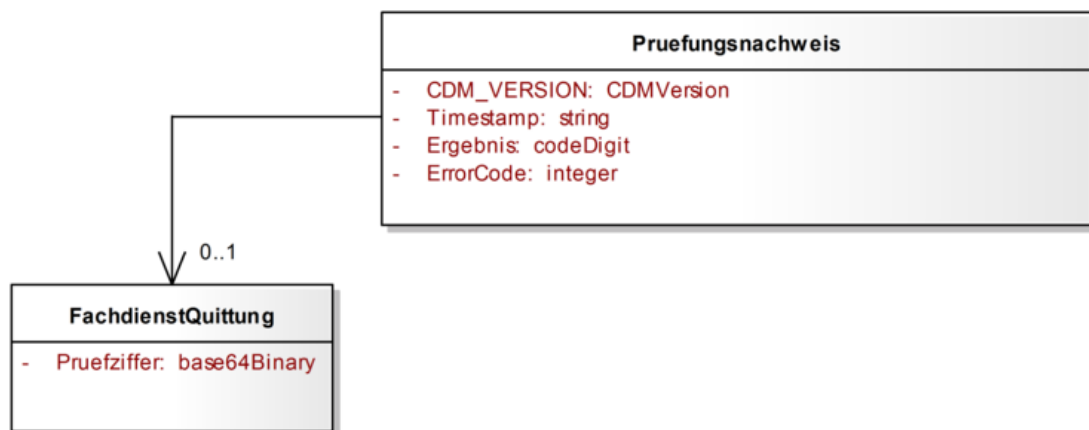 Pruefungsnachweis
- CDM_VERSION: CDMVersion
- Timestamp: string
- Ergebnis: codeDigit
- ErrorCode: integer
0..1
FachdienstQuittung
- Pruefziffer: base64Binary